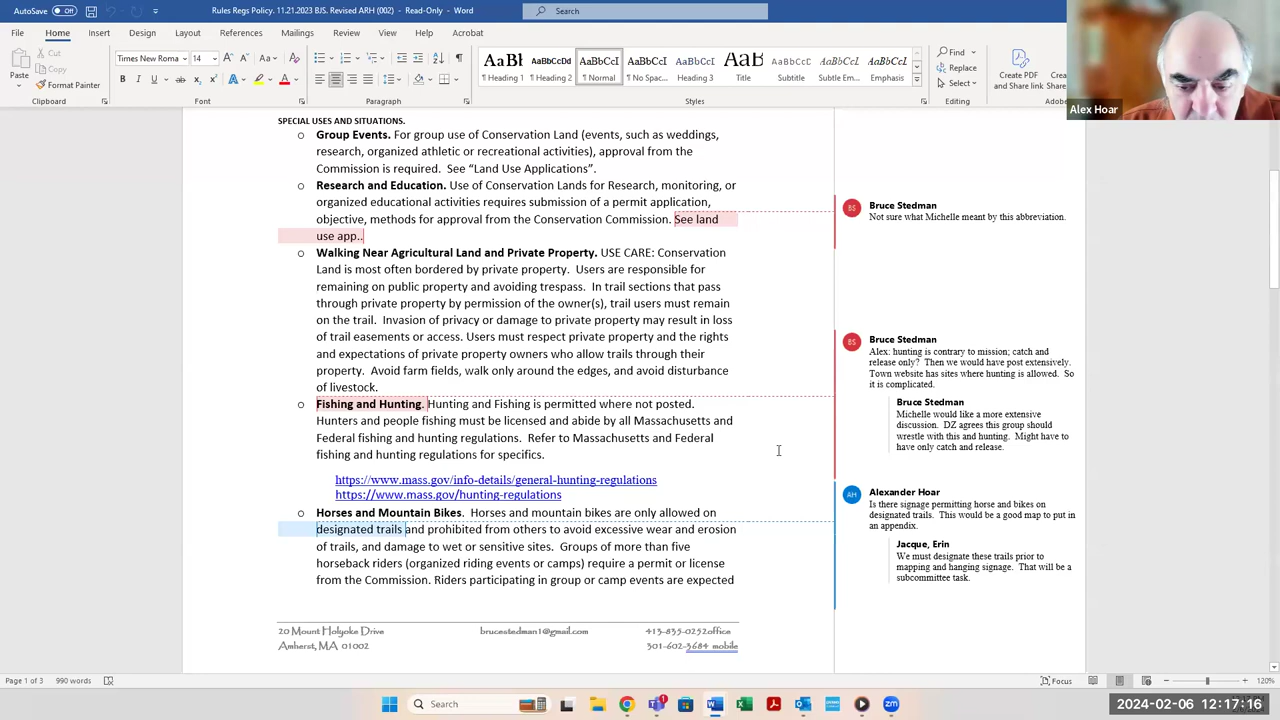 AutoSave Off Rules Regs Policy. 11.21.2023 BJS. Revised ARH (002) - Read-Only - Word Search
File Home Insert Design Layout References Mailings Review View Help Acrobat
Paste Cut Copy Format Painter
Times New Roma 14
Aa
B I U ab
AaBb AaBbCcDd AaBbCcI AaBbCcI AaBbCcI AaB AaBbCcD AaBbCcI AaBbCcI
¶ Heading 1 ¶ Heading 2 ¶ Normal ¶ No Spac... Heading 3 Title Subtitle Subtle Em... Emphasis
Find Replace Select
Create PDF and Share link
Clipboard Font Paragraph Styles Editing
Alex Hoar
SPECIAL USES AND SITUATIONS.
o Group Events. For group use of Conservation Land (events, such as weddings,
research, organized athletic or recreational activities), approval from the
Commission is required. See “Land Use Applications”.
o Research and Education. Use of Conservation Lands for Research, monitoring, or
organized educational activities requires submission of a permit application,
objective, methods for approval from the Conservation Commission. See land
use app..
o Walking Near Agricultural Land and Private Property. USE CARE: Conservation
Land is most often bordered by private property. Users are responsible for
remaining on public property and avoiding trespass. In trail sections that pass
through private property by permission of the owner(s), trail users must remain
on the trail. Invasion of privacy or damage to private property may result in loss
of trail easements or access. Users must respect private property and the rights
and expectations of private property owners who allow trails through their
property. Avoid farm fields, walk only around the edges, and avoid disturbance
of livestock.
o Fishing and Hunting. Hunting and Fishing is permitted where not posted.
Hunters and people fishing must be licensed and abide by all Massachusetts and
Federal fishing and hunting regulations. Refer to Massachusetts and Federal
fishing and hunting regulations for specifics.
https://www.mass.gov/info-details/general-hunting-regulations
https://www.mass.gov/hunting-regulations
o Horses and Mountain Bikes. Horses and mountain bikes are only allowed on
designated trails and prohibited from others to avoid excessive wear and erosion
of trails, and damage to wet or sensitive sites. Groups of more than five
horseback riders (organized riding events or camps) require a permit or license
from the Commission. Riders participating in group or camp events are expected
20 Mount Holyoke Drive brucestedman1@gmail.com 413-835-0252office
Amherst, MA 01002 301-602-3684 mobile
BS Bruce Stedman
Not sure what Michelle meant by this abbreviation.
BS Bruce Stedman
Alex: hunting is contrary to mission; catch and
release only? Then we would have post extensively.
Town website has sites where hunting is allowed. So
it is complicated.
Bruce Stedman
Michelle would like a more extensive
discussion. DZ agrees this group should
wrestle with this and hunting. Might have to
have only catch and release.
AH Alexander Hoar
Is there signage permitting horse and bikes on
designated trails. This would be a good map to put in
an appendix.
Jacque, Erin
We must designate these trails prior to
mapping and hanging signage. That will be a
subcommittee task.
Page 1 of 3 990 words Focus 120%
Search
2024-02-06 12:17:16